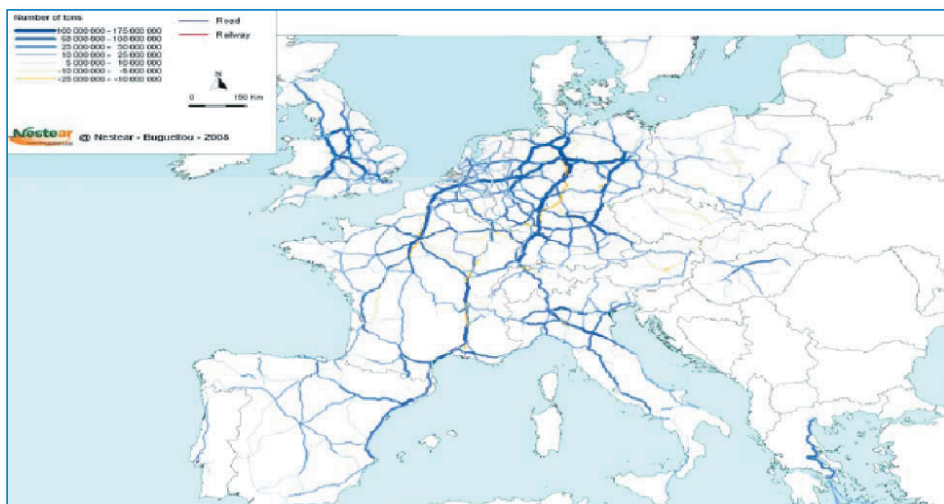 Number of tons
100 000 000 - 175 000 000
50 000 000 - 100 000 000
25 000 000 - 50 000 000
10 000 000 - 25 000 000
5 000 000 - 10 000 000
-10 000 000 - -5 000 000
-25 000 000 - -10 000 000
Road
Railway
N
0 150 Km
Nestear @ Nestear - Buguellou - 2008